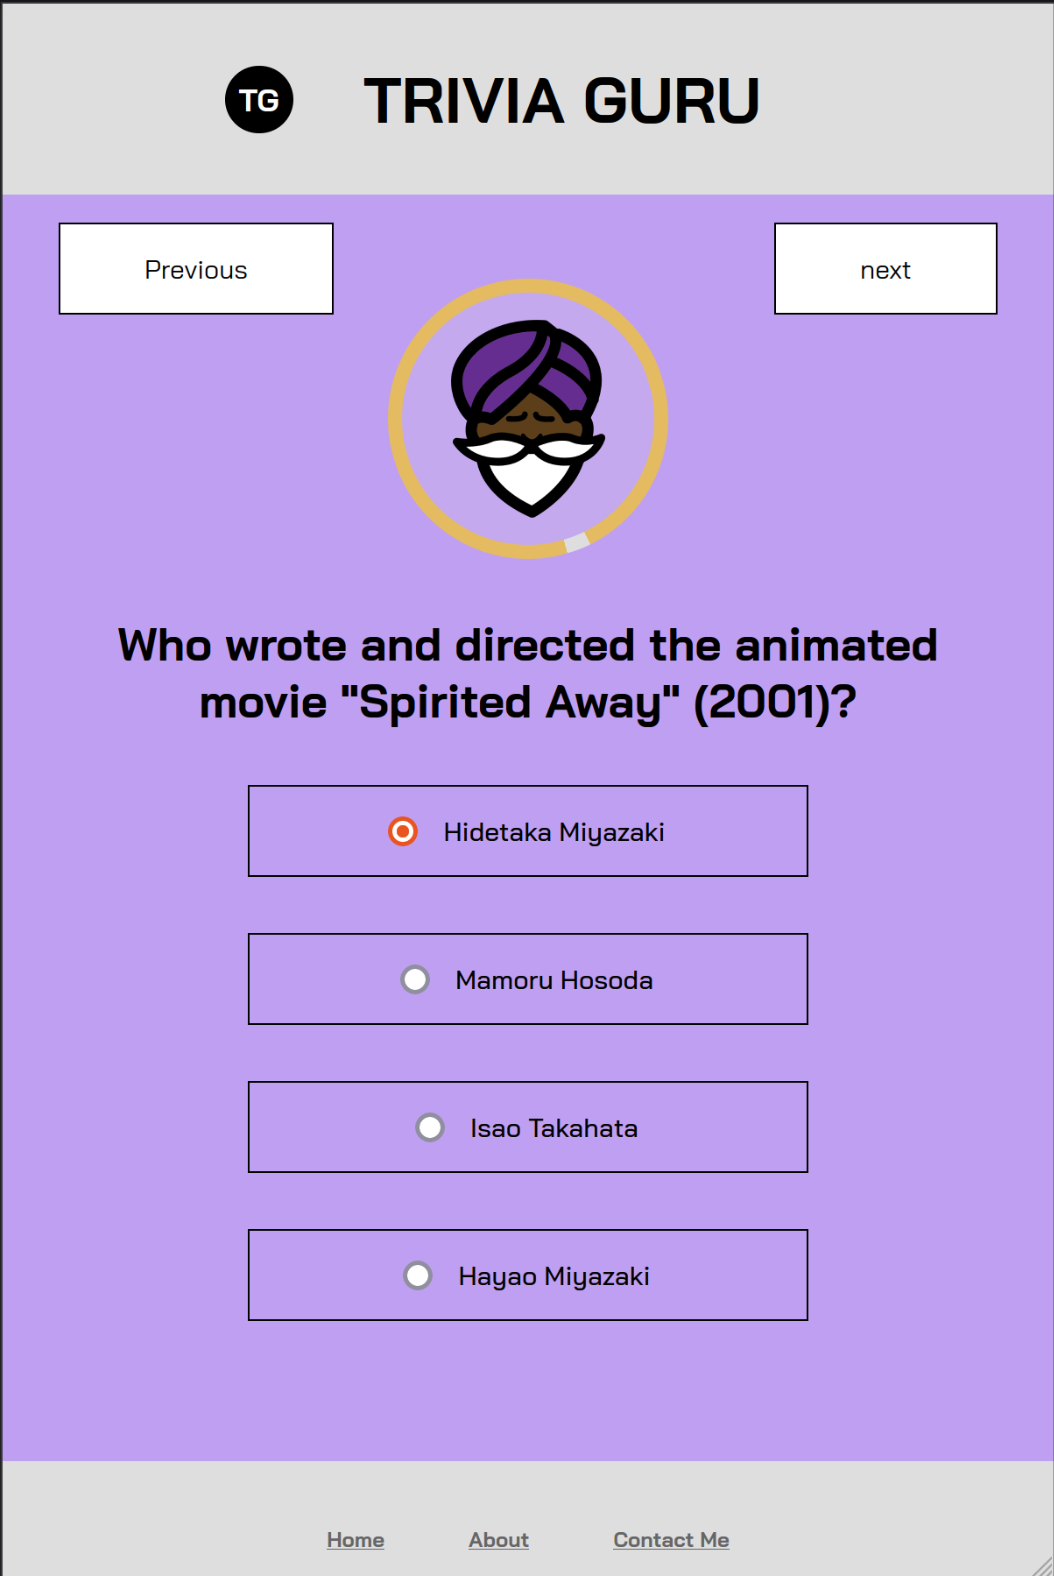 TG
TRIVIA GURU
Previous
next
Who wrote and directed the animated
movie "Spirited Away" (2001)?
Hidetaka Miyazaki
Mamoru Hosoda
Isao Takahata
Hayao Miyazaki
Home
About
Contact Me